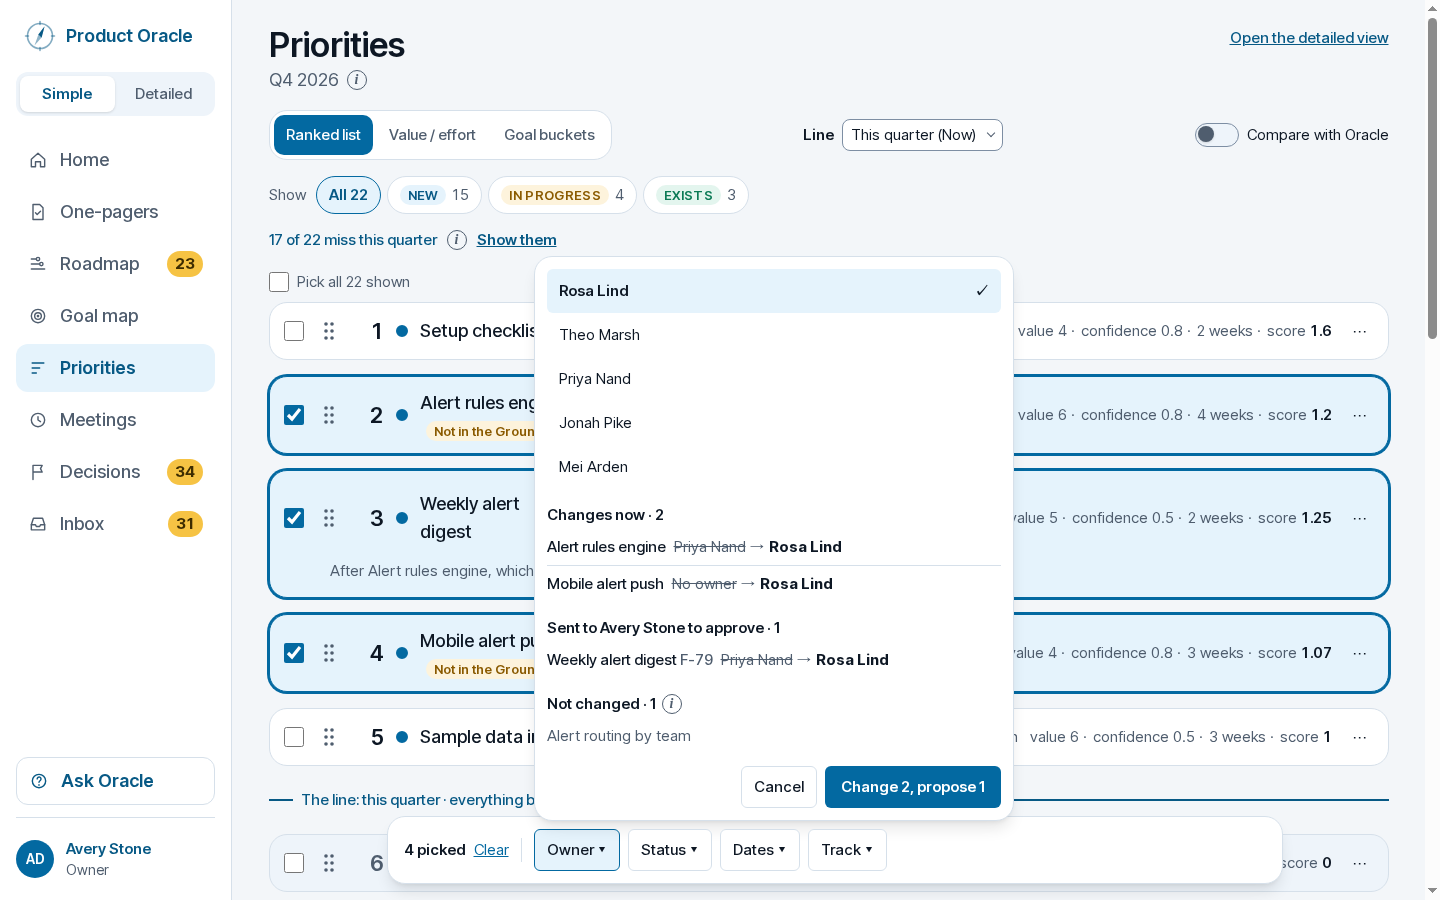 Product Oracle
Simple
Detailed
Home
One-pagers
Roadmap 23
Goal map
Priorities
Meetings
Decisions 34
Inbox 31
Ask Oracle
AD
Avery Stone
Owner
Priorities
Open the detailed view
Q4 2026 i
Ranked list
Value / effort
Goal buckets
Line This quarter (Now)
Compare with Oracle
Show All 22 NEW 15 IN PROGRESS 4 EXISTS 3
17 of 22 miss this quarter i Show them
Pick all 22 shown
1 Setup value 4 · confidence 0.8 · 2 weeks · score 1.6 ···
2 Alert rules value 6 · confidence 0.8 · 4 weeks · score 1.2 ···
Not in the
3 Weekly alert
digest
value 5 · confidence 0.5 · 2 weeks · score 1.25 ···
After Alert rules engine, which
4 Mobile alert value 4 · confidence 0.8 · 3 weeks · score 1.07 ···
Not in the
5 Sample data value 6 · confidence 0.5 · 3 weeks · score 1 ···
The line: this quarter · everything
6 score 0 ···
Rosa Lind ✓
Theo Marsh
Priya Nand
Jonah Pike
Mei Arden
Changes now · 2
Alert rules engine Priya Nand → Rosa Lind
Mobile alert push No owner → Rosa Lind
Sent to Avery Stone to approve · 1
Weekly alert digest F-79 Priya Nand → Rosa Lind
Not changed · 1 i
Alert routing by team
Cancel
Change 2, propose 1
4 picked Clear Owner ▾ Status ▾ Dates ▾ Track ▾